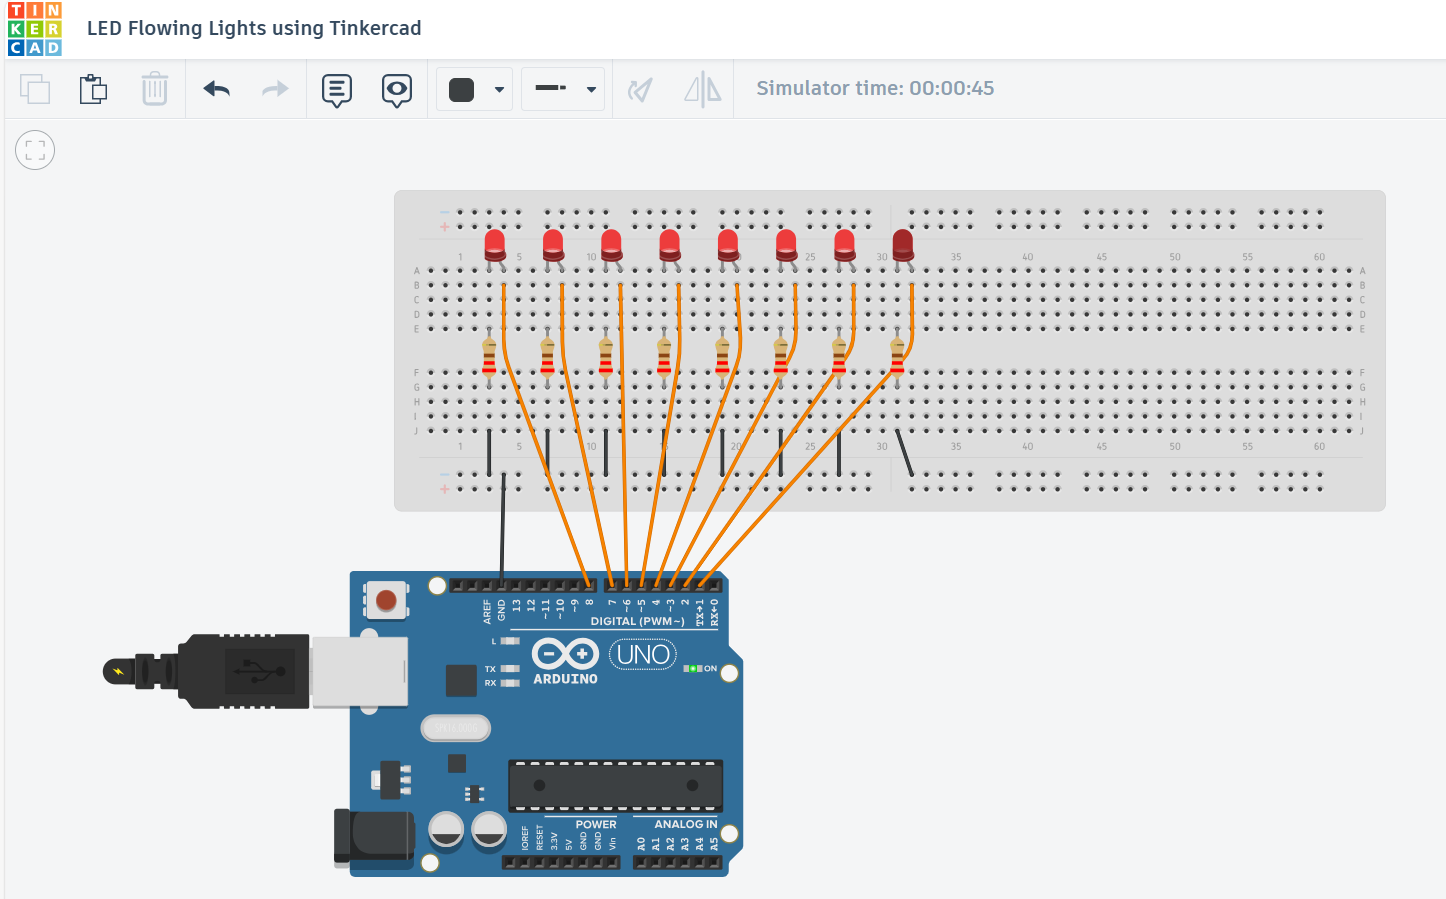 TIN
KER
CAD
LED Flowing Lights using Tinkercad
Simulator time: 00:00:45
− 
+
1 5 10 15 20 25 30 35 40 45 50 55 60
A A
B B
C C
D D
E E
F F
G G
H H
I I
J J
1 5 10 15 20 25 30 35 40 45 50 55 60
−
+
AREF GND 13 12 ~11 ~10 ~9 8 7 ~6 ~5 4 ~3 2 TX→1 RX←0
DIGITAL (PWM~)
L
TX
RX
UNO
ARDUINO
ON
POWER
ANALOG IN
IOREF RESET 3.3V 5V GND GND Vin A0 A1 A2 A3 A4 A5